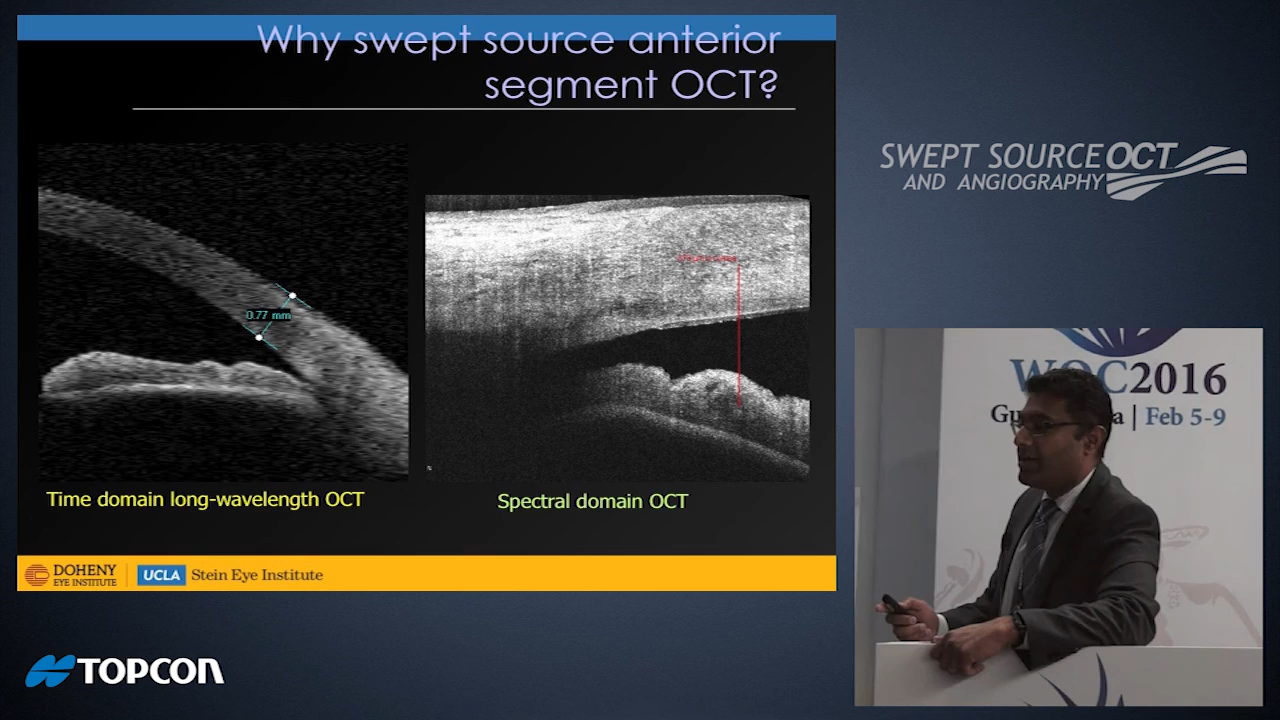 Why swept source anterior
segment OCT?
0.77 mm
Time domain long-wavelength OCT
Spectral domain OCT
DOHENY
EYE INSTITUTE
UCLA
Stein Eye Institute
TOPCON
SWEPT SOURCE OCT
AND ANGIOGRAPHY
WOC2016
Gu a | Feb 5-9